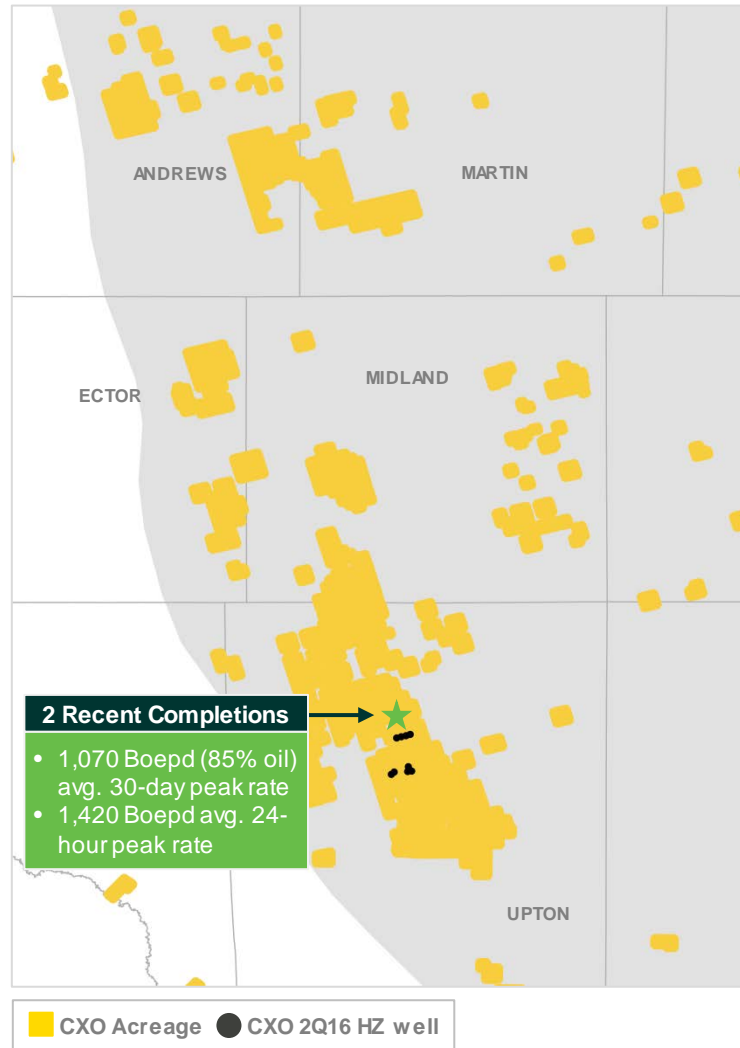 ANDREWS
MARTIN
ECTOR
MIDLAND
2 Recent Completions
• 1,070 Boepd (85% oil)
avg. 30-day peak rate
• 1,420 Boepd avg. 24-
hour peak rate
UPTON
CXO Acreage
CXO 2Q16 HZ well